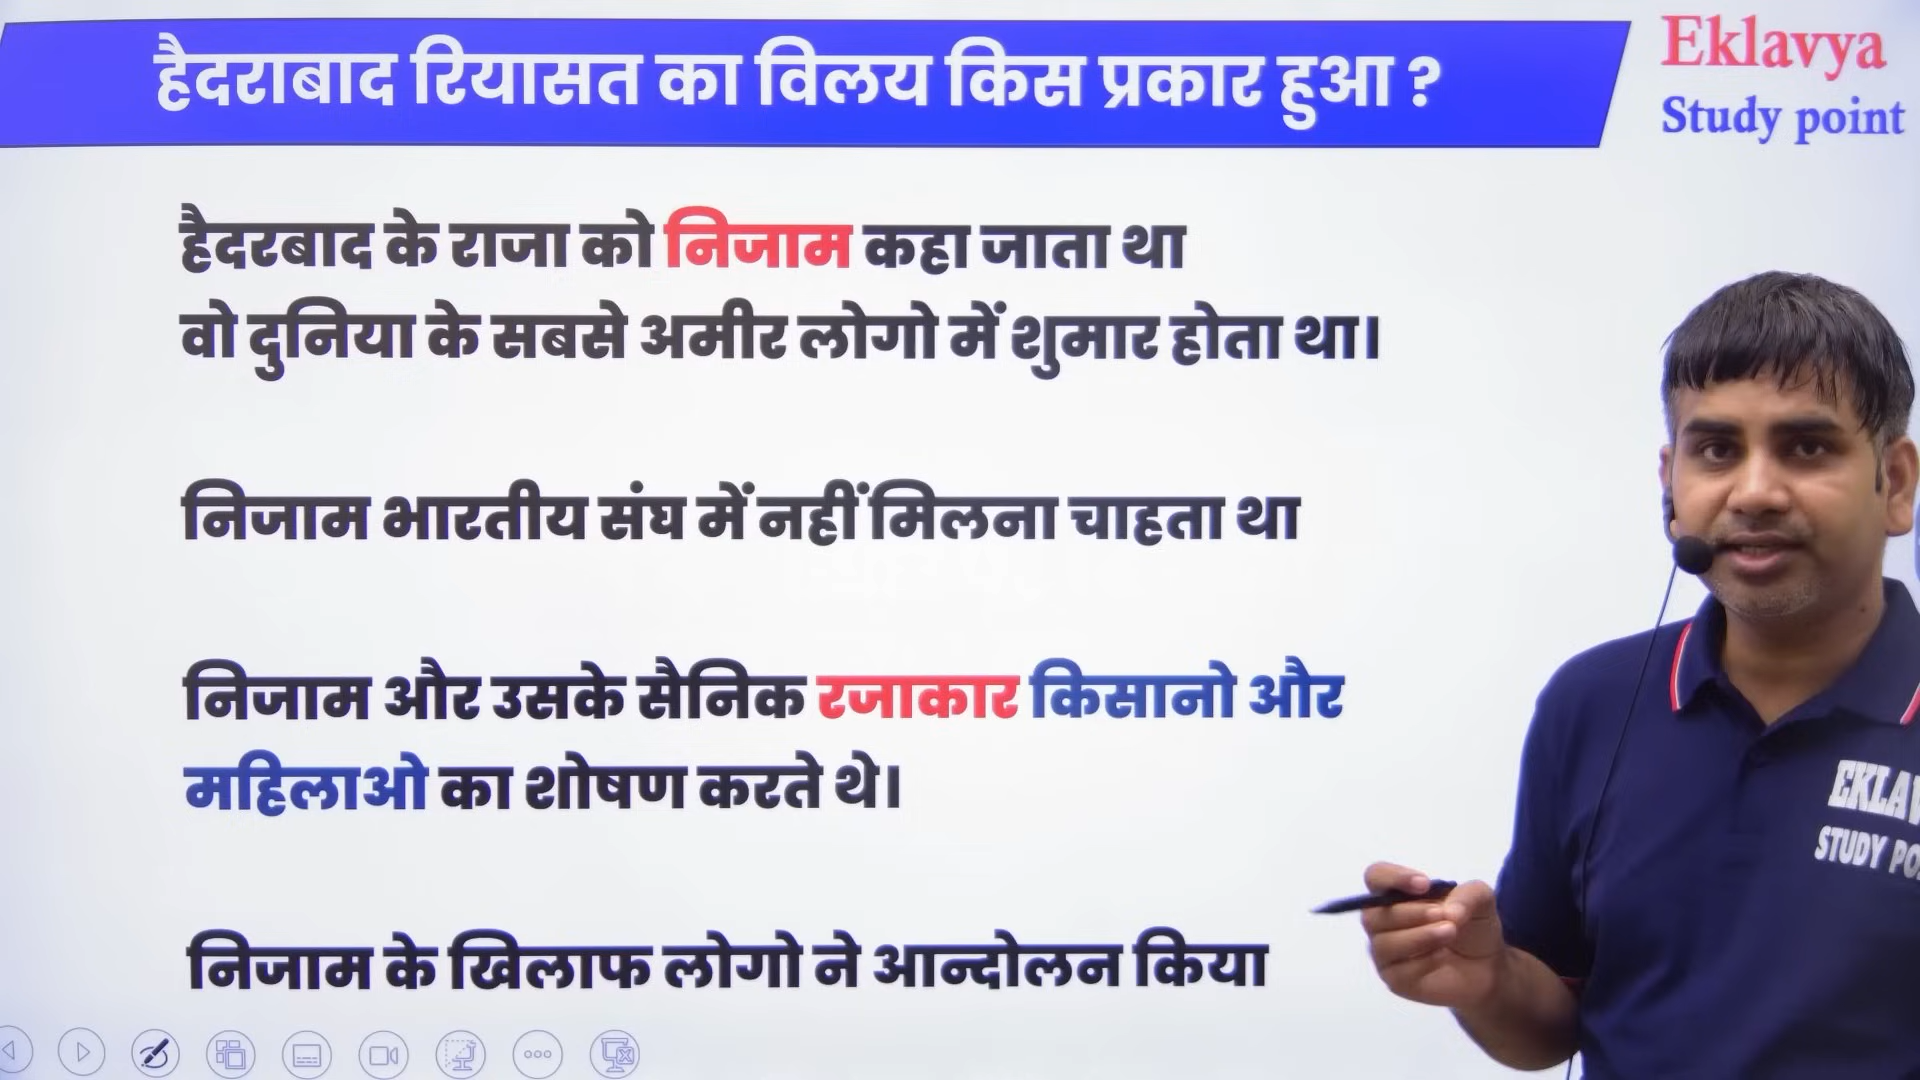 हैदराबाद रियासत का विलय किस प्रकार हुआ ?
Eklavya
Study point
हैदरबाद के राजा को निजाम कहा जाता था
वो दुनिया के सबसे अमीर लोगो में शुमार होता था।
निजाम भारतीय संघ में नहीं मिलना चाहता था
निजाम और उसके सैनिक रजाकार किसानो और
महिलाओ का शोषण करते थे।
निजाम के खिलाफ लोगो ने आन्दोलन किया
STUDY